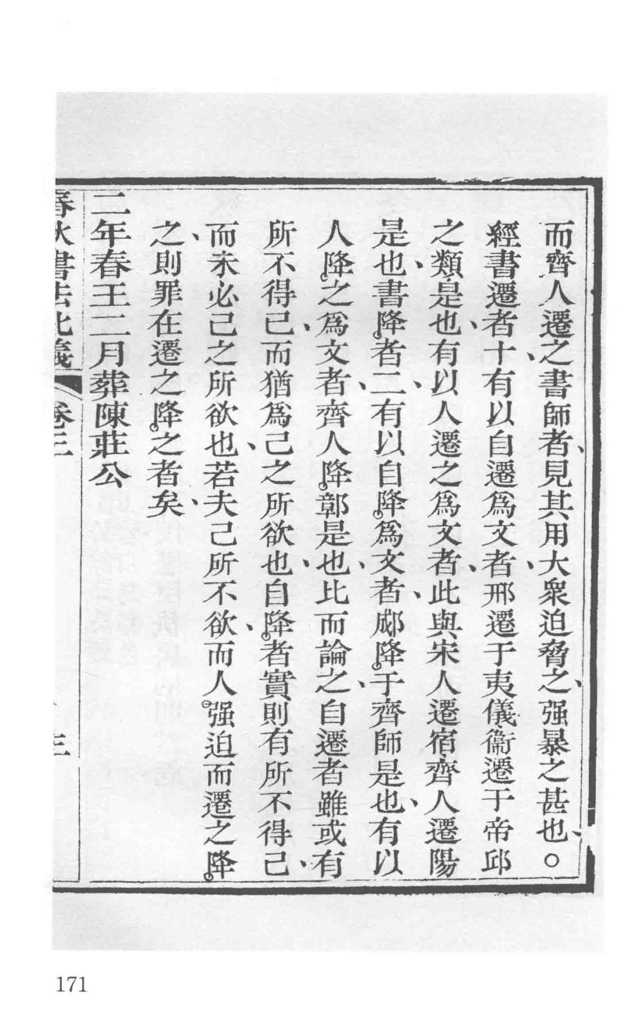 而齊人遷之書師者、見其用大衆迫脅之、强暴之甚也、○
經書遷者十、有以自遷爲文者、邢遷于夷儀衞遷于帝邱
之類是也、有以人遷之爲文者、此與宋人遷宿齊人遷陽
是也、書降者二、有以自降爲文者、郕降于齊師是也、有以
人降之爲文者、齊人降鄣是也、比而論之、自遷者雖或有
所不得已、而猶爲己之所欲也、自降者實則有所不得已、
而未必己之所欲也、若夫己所不欲、而人强迫而遷之降
之、則罪在遷之降之者矣、
二年春王二月葬陳莊公
春秋書法比義
卷三
三
171